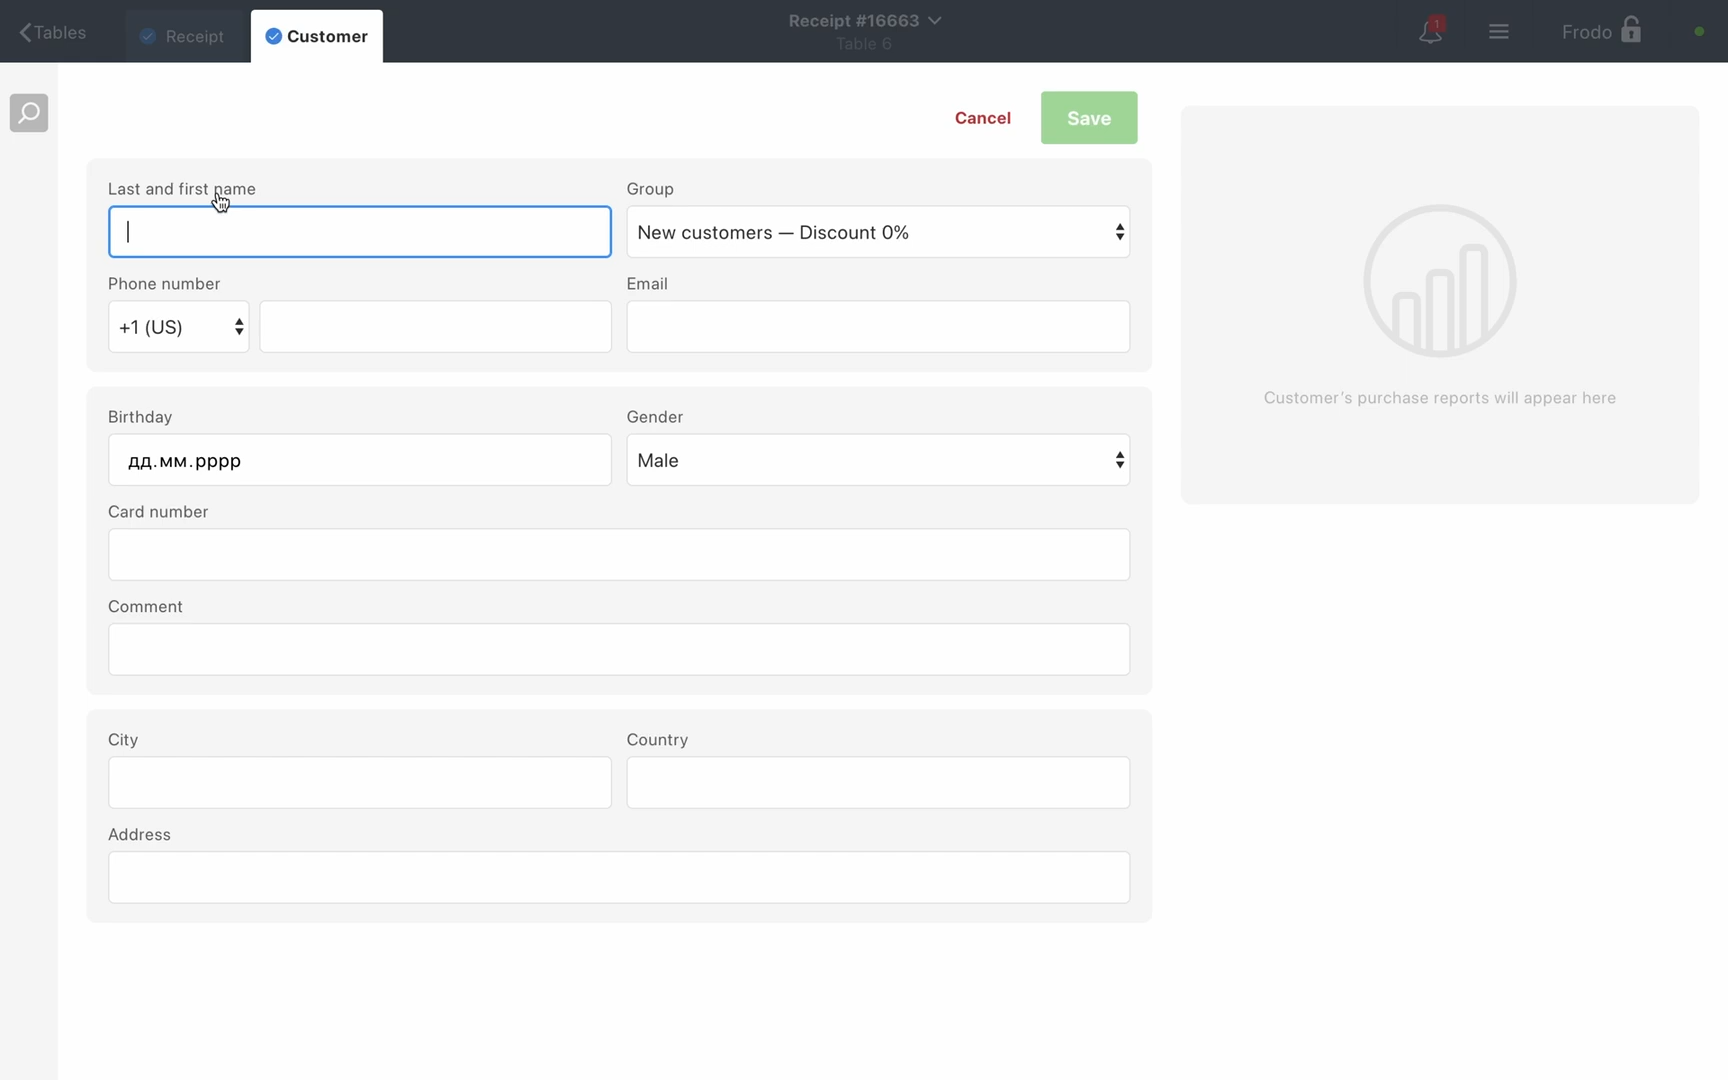 Tables
Receipt
Customer
Receipt #16663
Table 6
1
Frodo
Cancel
Save
Last and first name
Group
New customers — Discount 0%
Phone number
Email
+1 (US)
Customer's purchase reports will appear here
Birthday
Gender
дд.мм.рррр
Male
Card number
Comment
City
Country
Address